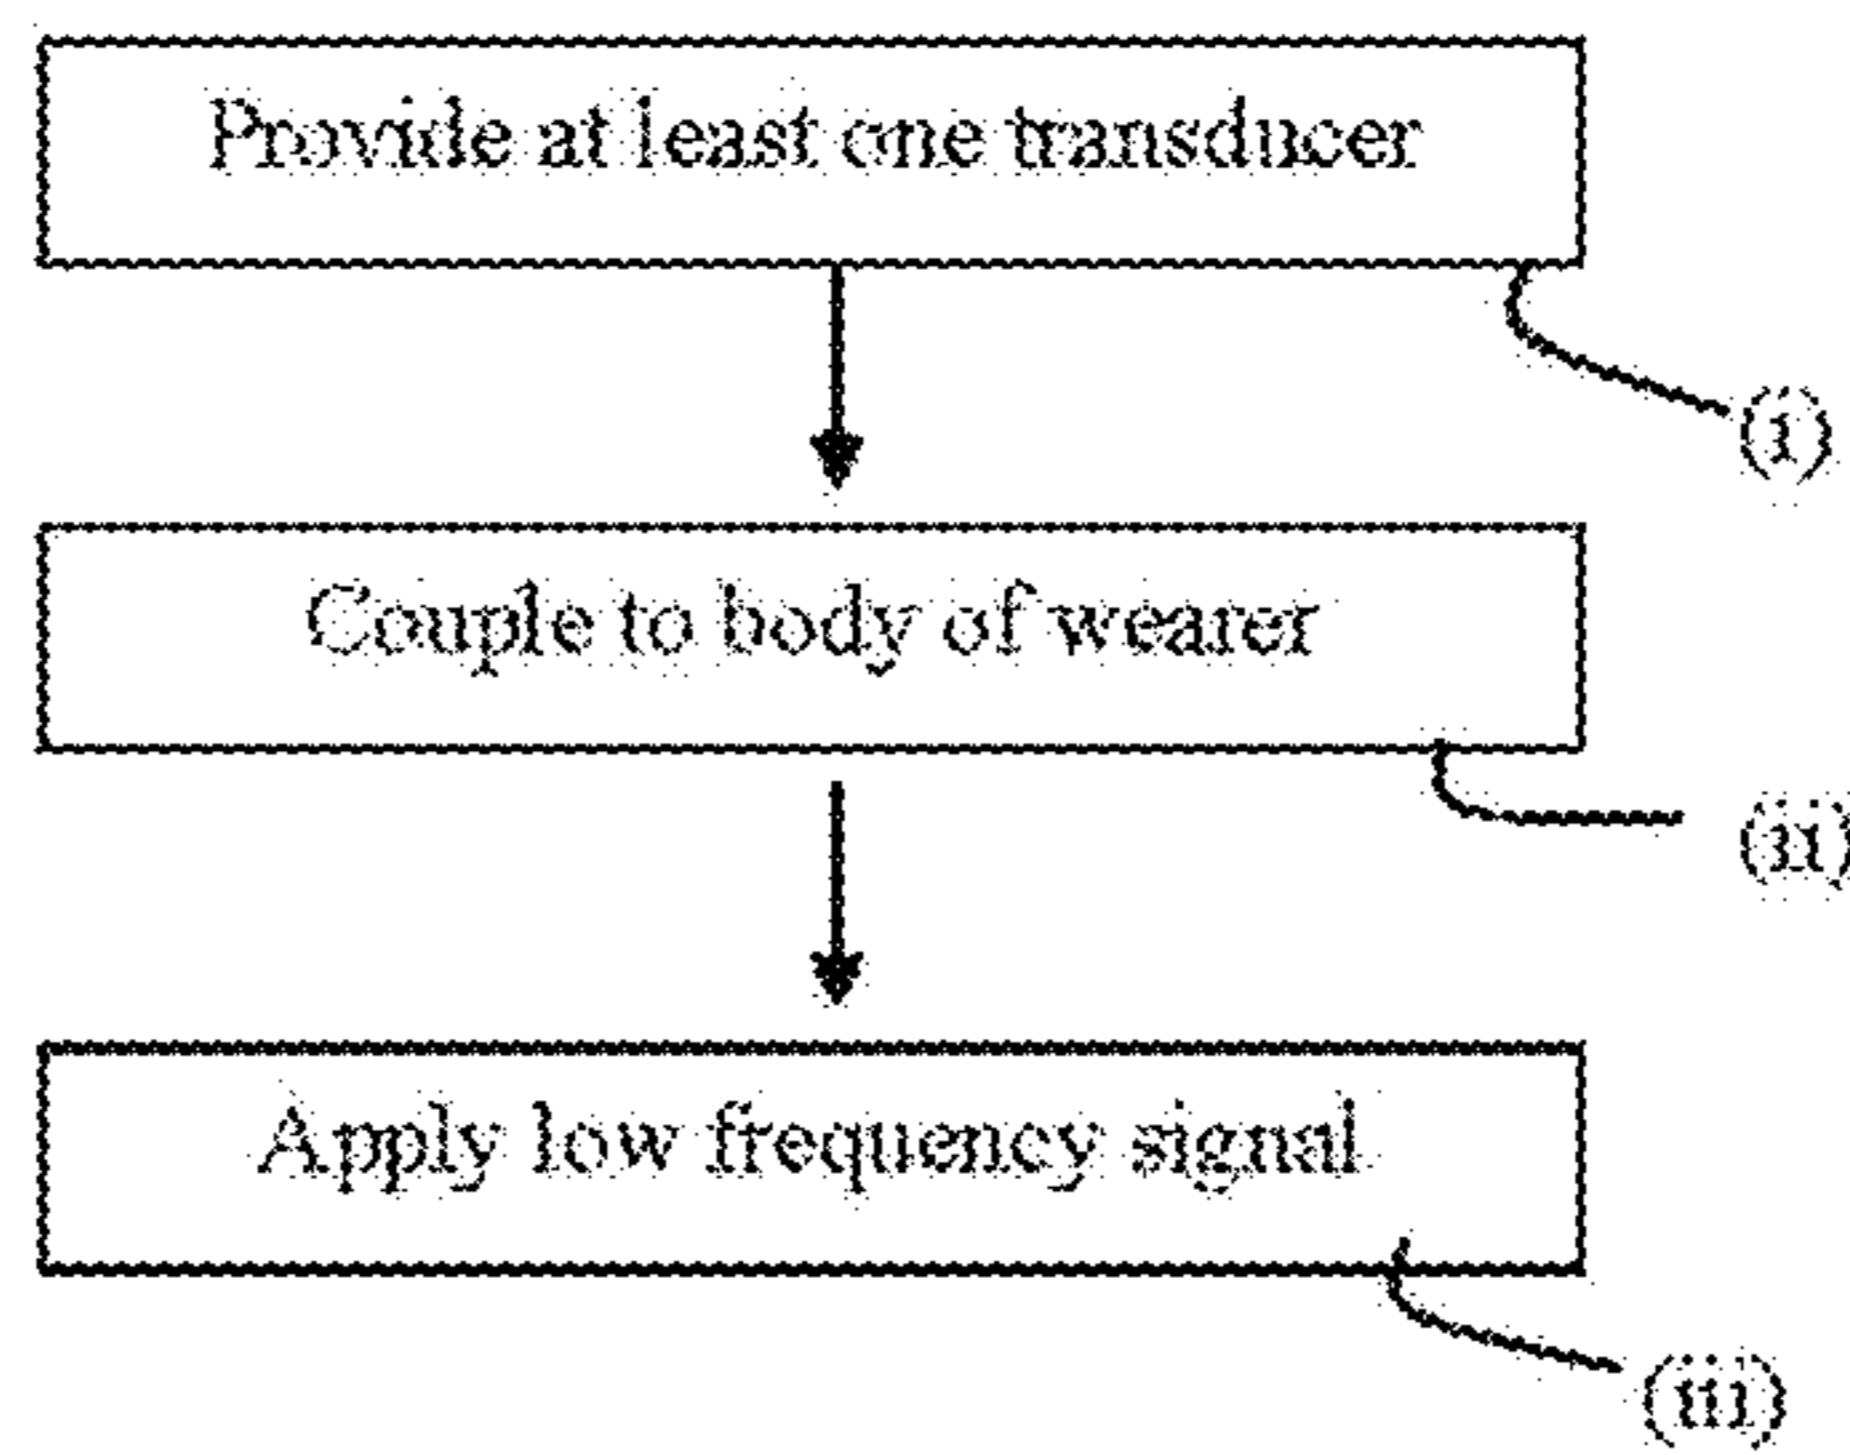 Provide at least one transducer
(i)
Couple to body of wearer
(ii)
Apply low frequency signal
(iii)